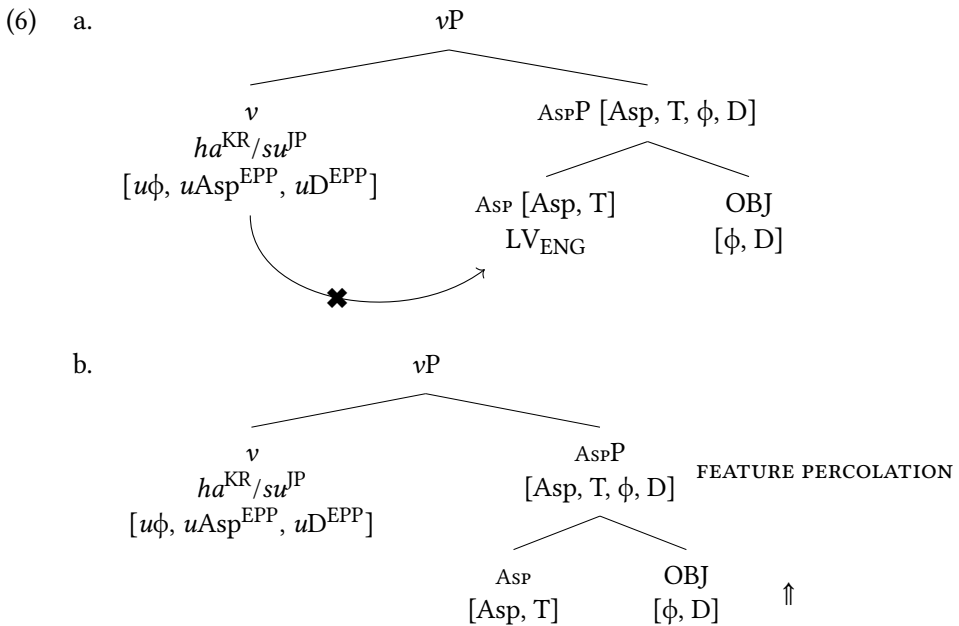 (6) a. vP
v AspP [Asp, T, ϕ, D]
ha^KR/su^JP
[uϕ, uAsp^EPP, uD^EPP]
Asp [Asp, T] OBJ
LV_ENG [ϕ, D]
✖
b. vP
v AspP
ha^KR/su^JP [Asp, T, ϕ, D] FEATURE PERCOLATION
[uϕ, uAsp^EPP, uD^EPP]
Asp OBJ
[Asp, T] [ϕ, D] ⇑